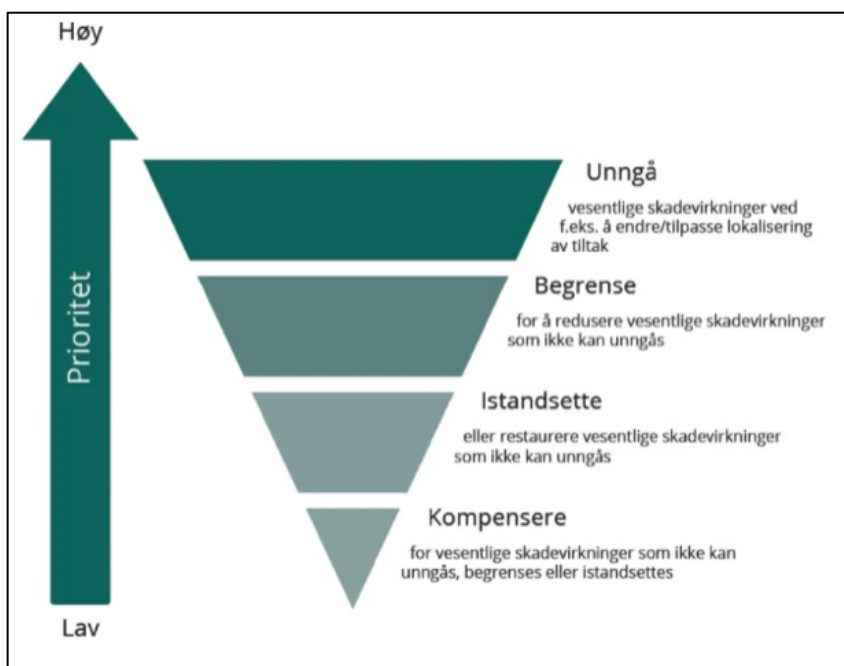 Høy
Prioritet
Unngå
vesentlige skadevirkninger ved
f.eks. å endre/tilpasse lokalisering
av tiltak
Begrense
for å redusere vesentlige skadevirkninger
som ikke kan unngås
Istandsette
eller restaurere vesentlige skadevirkninger
som ikke kan unngås
Kompensere
for vesentlige skadevirkninger som ikke kan
unngås, begrenses eller istandsettes
Lav